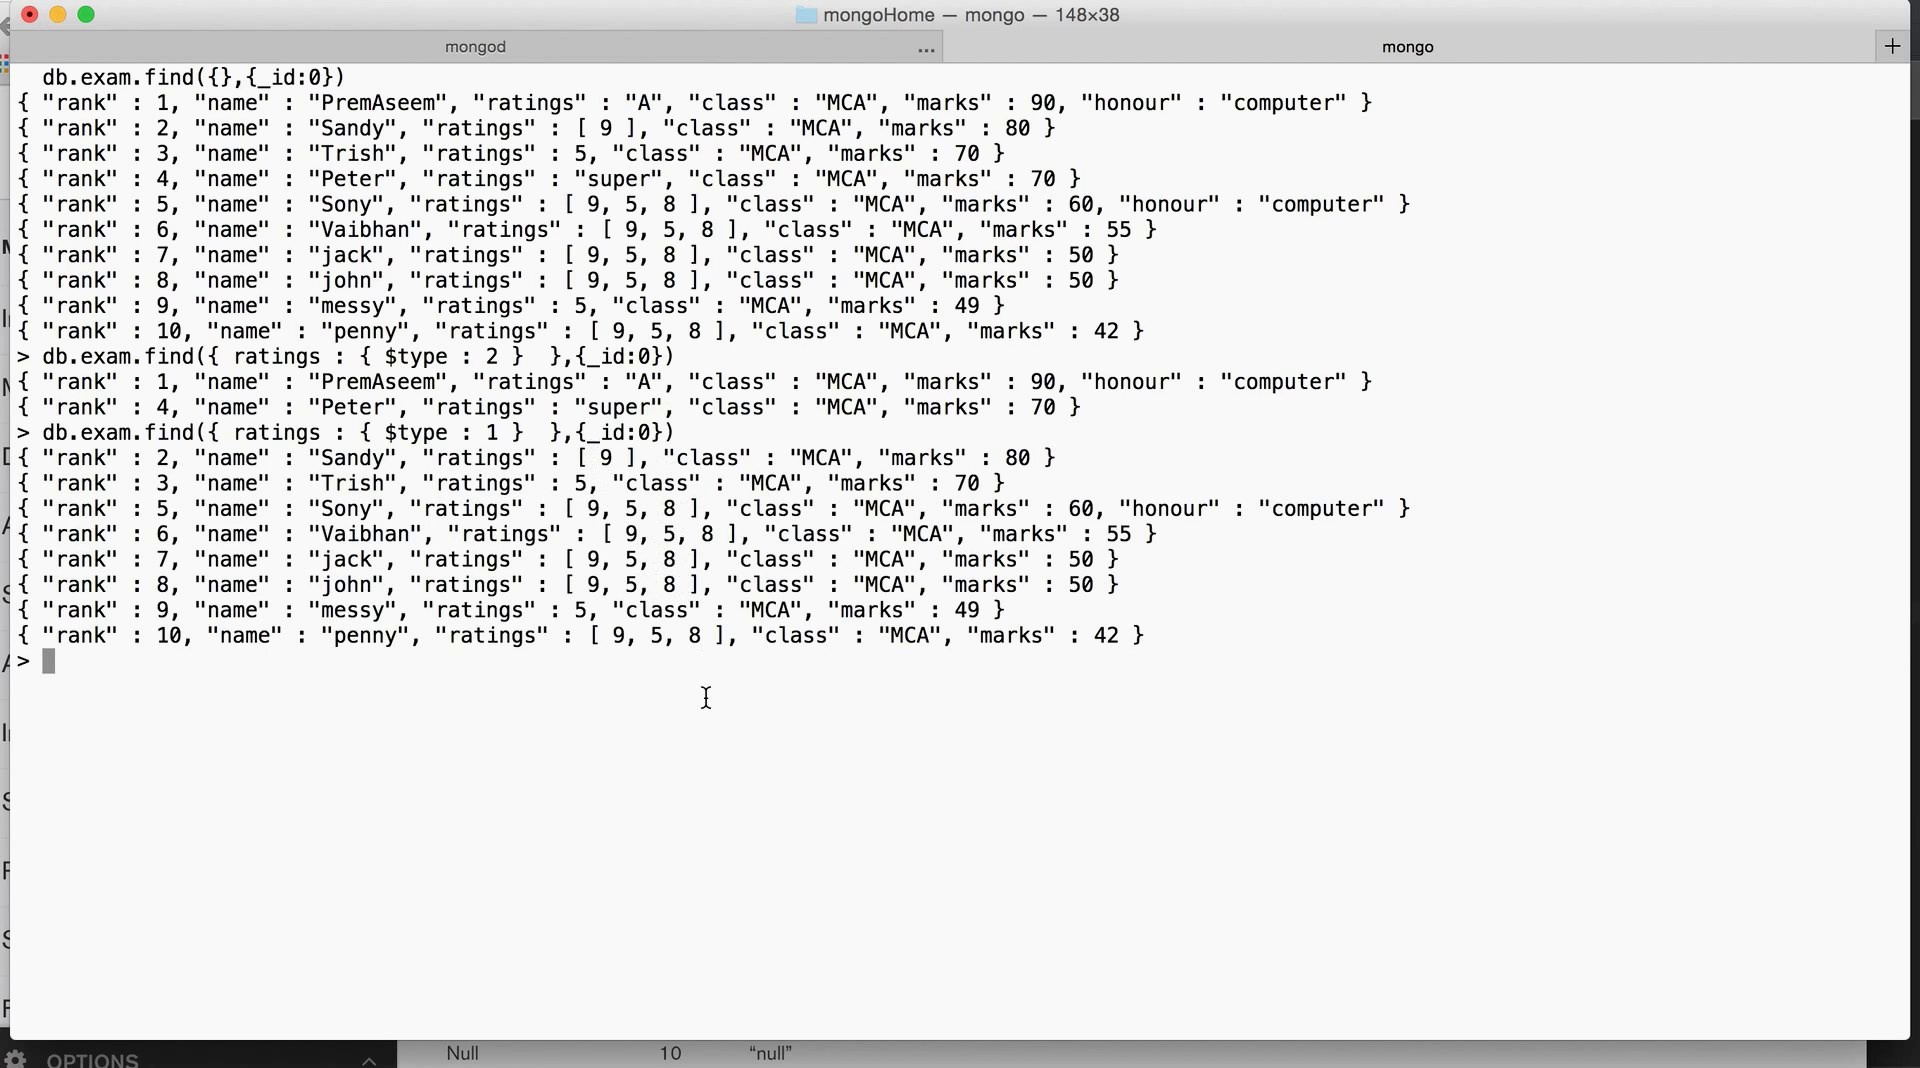 mongoHome — mongo — 148×38
mongod ... mongo +
db.exam.find({},{_id:0})
{ "rank" : 1, "name" : "PremAseem", "ratings" : "A", "class" : "MCA", "marks" : 90, "honour" : "computer" }
{ "rank" : 2, "name" : "Sandy", "ratings" : [ 9 ], "class" : "MCA", "marks" : 80 }
{ "rank" : 3, "name" : "Trish", "ratings" : 5, "class" : "MCA", "marks" : 70 }
{ "rank" : 4, "name" : "Peter", "ratings" : "super", "class" : "MCA", "marks" : 70 }
{ "rank" : 5, "name" : "Sony", "ratings" : [ 9, 5, 8 ], "class" : "MCA", "marks" : 60, "honour" : "computer" }
{ "rank" : 6, "name" : "Vaibhan", "ratings" : [ 9, 5, 8 ], "class" : "MCA", "marks" : 55 }
{ "rank" : 7, "name" : "jack", "ratings" : [ 9, 5, 8 ], "class" : "MCA", "marks" : 50 }
{ "rank" : 8, "name" : "john", "ratings" : [ 9, 5, 8 ], "class" : "MCA", "marks" : 50 }
{ "rank" : 9, "name" : "messy", "ratings" : 5, "class" : "MCA", "marks" : 49 }
{ "rank" : 10, "name" : "penny", "ratings" : [ 9, 5, 8 ], "class" : "MCA", "marks" : 42 }
> db.exam.find({ ratings : { $type : 2 }  },{_id:0})
{ "rank" : 1, "name" : "PremAseem", "ratings" : "A", "class" : "MCA", "marks" : 90, "honour" : "computer" }
{ "rank" : 4, "name" : "Peter", "ratings" : "super", "class" : "MCA", "marks" : 70 }
> db.exam.find({ ratings : { $type : 1 }  },{_id:0})
{ "rank" : 2, "name" : "Sandy", "ratings" : [ 9 ], "class" : "MCA", "marks" : 80 }
{ "rank" : 3, "name" : "Trish", "ratings" : 5, "class" : "MCA", "marks" : 70 }
{ "rank" : 5, "name" : "Sony", "ratings" : [ 9, 5, 8 ], "class" : "MCA", "marks" : 60, "honour" : "computer" }
{ "rank" : 6, "name" : "Vaibhan", "ratings" : [ 9, 5, 8 ], "class" : "MCA", "marks" : 55 }
{ "rank" : 7, "name" : "jack", "ratings" : [ 9, 5, 8 ], "class" : "MCA", "marks" : 50 }
{ "rank" : 8, "name" : "john", "ratings" : [ 9, 5, 8 ], "class" : "MCA", "marks" : 50 }
{ "rank" : 9, "name" : "messy", "ratings" : 5, "class" : "MCA", "marks" : 49 }
{ "rank" : 10, "name" : "penny", "ratings" : [ 9, 5, 8 ], "class" : "MCA", "marks" : 42 }
>
OPTIONS
Null 10 “null”